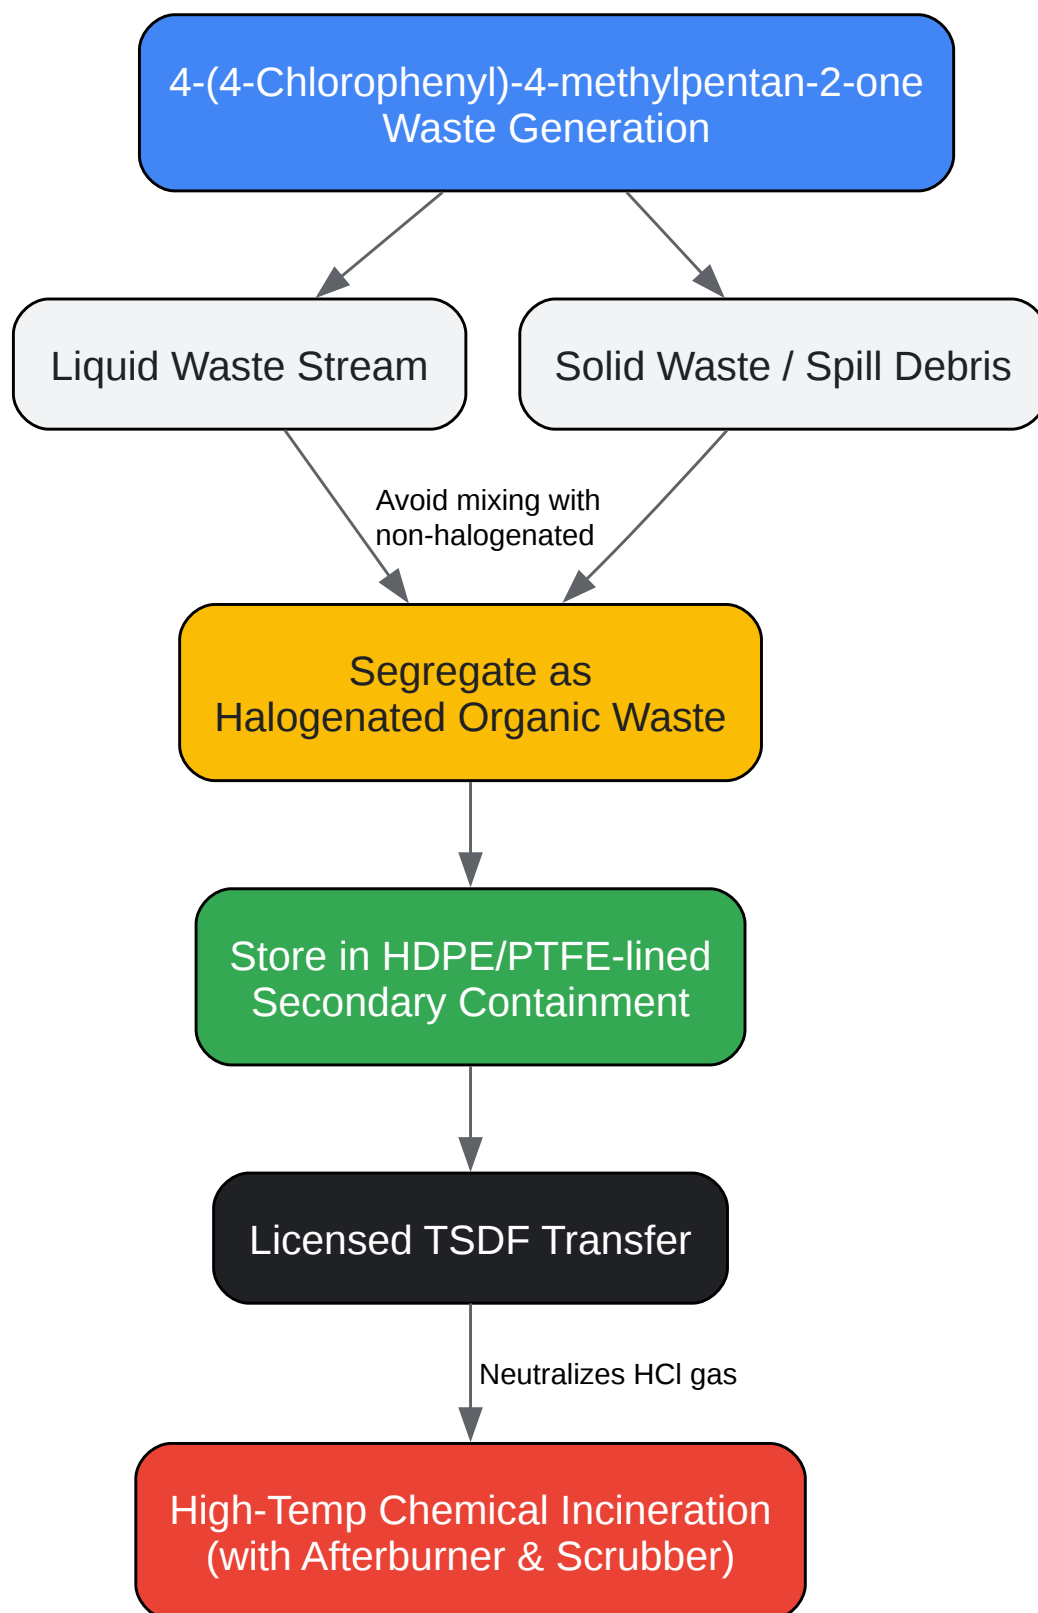 4-(4-Chlorophenyl)-4-methylpentan-2-one
Waste Generation
Liquid Waste Stream
Solid Waste / Spill Debris
Avoid mixing with
non-halogenated
Segregate as
Halogenated Organic Waste
Store in HDPE/PTFE-lined
Secondary Containment
Licensed TSDF Transfer
Neutralizes HCl gas
High-Temp Chemical Incineration
(with Afterburner & Scrubber)